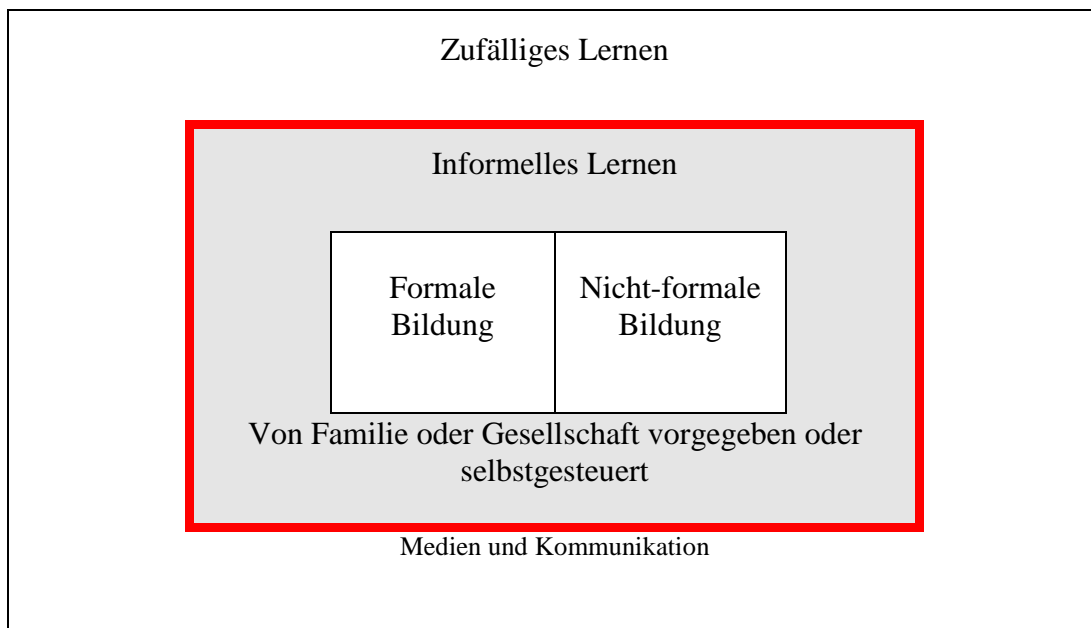 Zufälliges Lernen
Informelles Lernen
Formale
Bildung
Nicht-formale
Bildung
Von Familie oder Gesellschaft vorgegeben oder
selbstgesteuert
Medien und Kommunikation